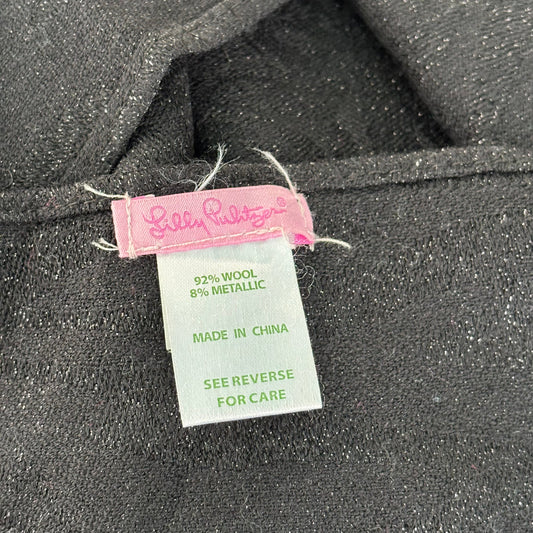 Lilly Pulitzer®
92% WOOL
8% METALLIC
MADE IN CHINA
SEE REVERSE
FOR CARE